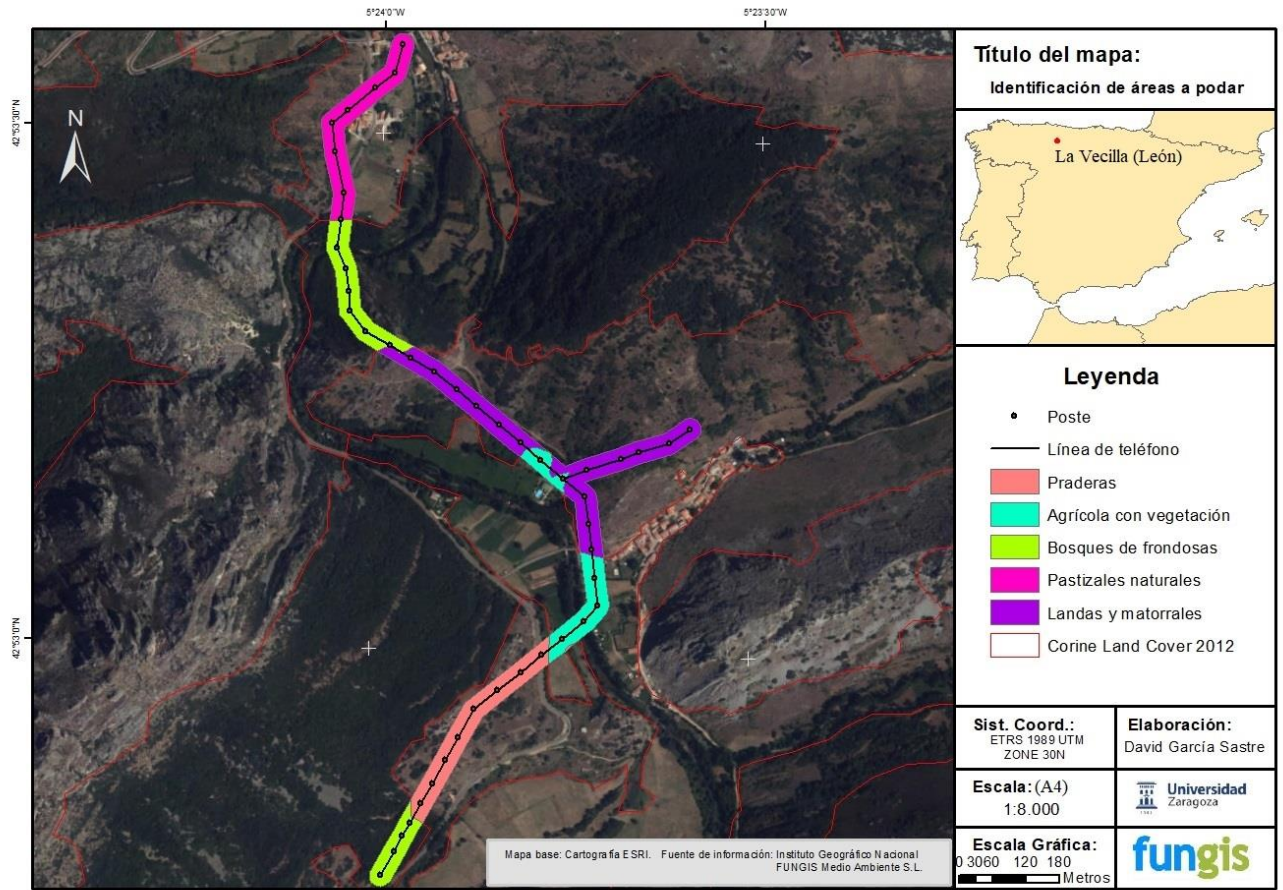 5°24'0"W
5°23'30"W
42°53'30"N
42°53'0"N
N
Título del mapa:
Identificación de áreas a podar
La Vecilla (León)
Leyenda
Poste
Línea de teléfono
Praderas
Agrícola con vegetación
Bosques de frondosas
Pastizales naturales
Landas y matorrales
Corine Land Cover 2012
Sist. Coord.:
ETRS 1989 UTM
ZONE 30N
Elaboración:
David García Sastre
Escala: (A4)
1:8.000
Universidad
Zaragoza
1542
Escala Gráfica:
0 3060 120 180
Metros
fungis
Mapa base: Cartografía ESRI. Fuente de información: Instituto Geográfico Nacional
FUNGIS Medio Ambiente S.L.